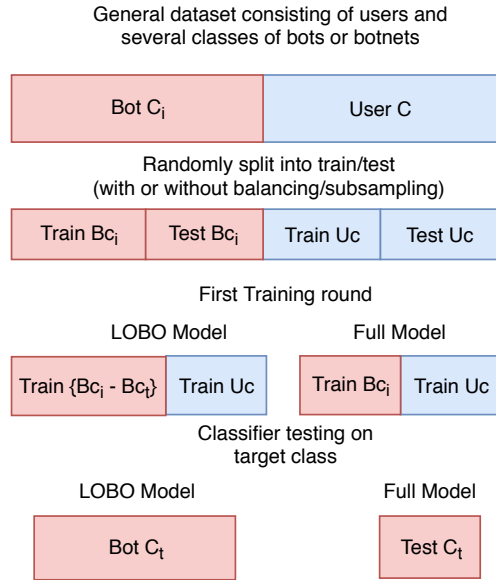 General dataset consisting of users and
several classes of bots or botnets
Bot Cᵢ
User C
Randomly split into train/test
(with or without balancing/subsampling)
Train Bcᵢ
Test Bcᵢ
Train Uc
Test Uc
First Training round
LOBO Model
Full Model
Train {Bcᵢ - Bcₜ}
Train Uc
Train Bcᵢ
Train Uc
Classifier testing on
target class
LOBO Model
Full Model
Bot Cₜ
Test Cₜ